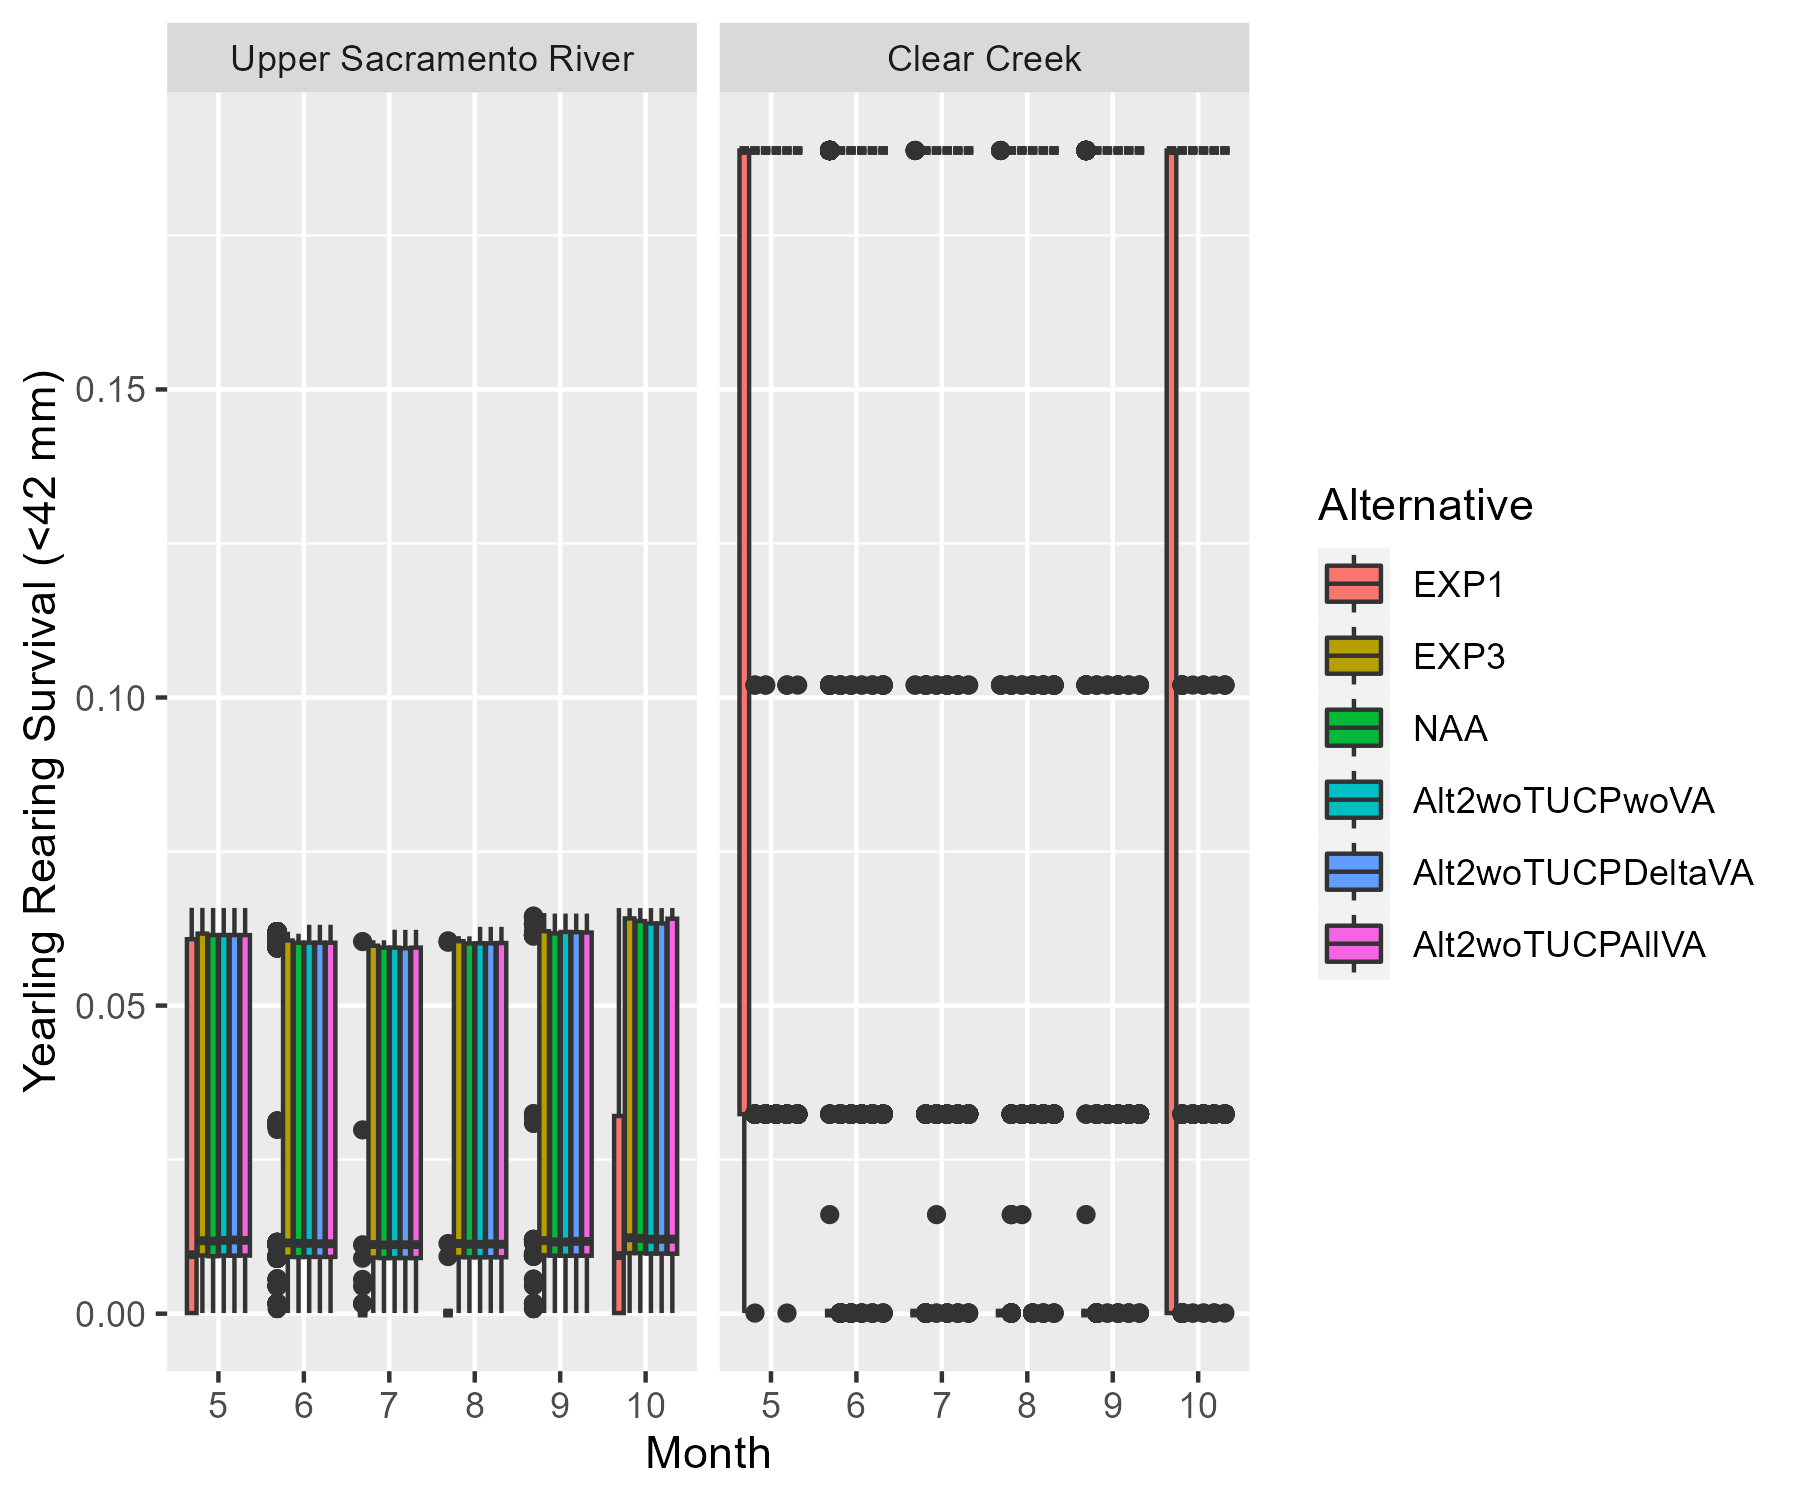 Upper Sacramento River
Clear Creek
Yearling Rearing Survival (<42 mm)
0.15
0.10
0.05
0.00
5 6 7 8 9 10
5 6 7 8 9 10
Month
Alternative
EXP1
EXP3
NAA
Alt2woTUCPwoVA
Alt2woTUCPDeltaVA
Alt2woTUCPAllVA